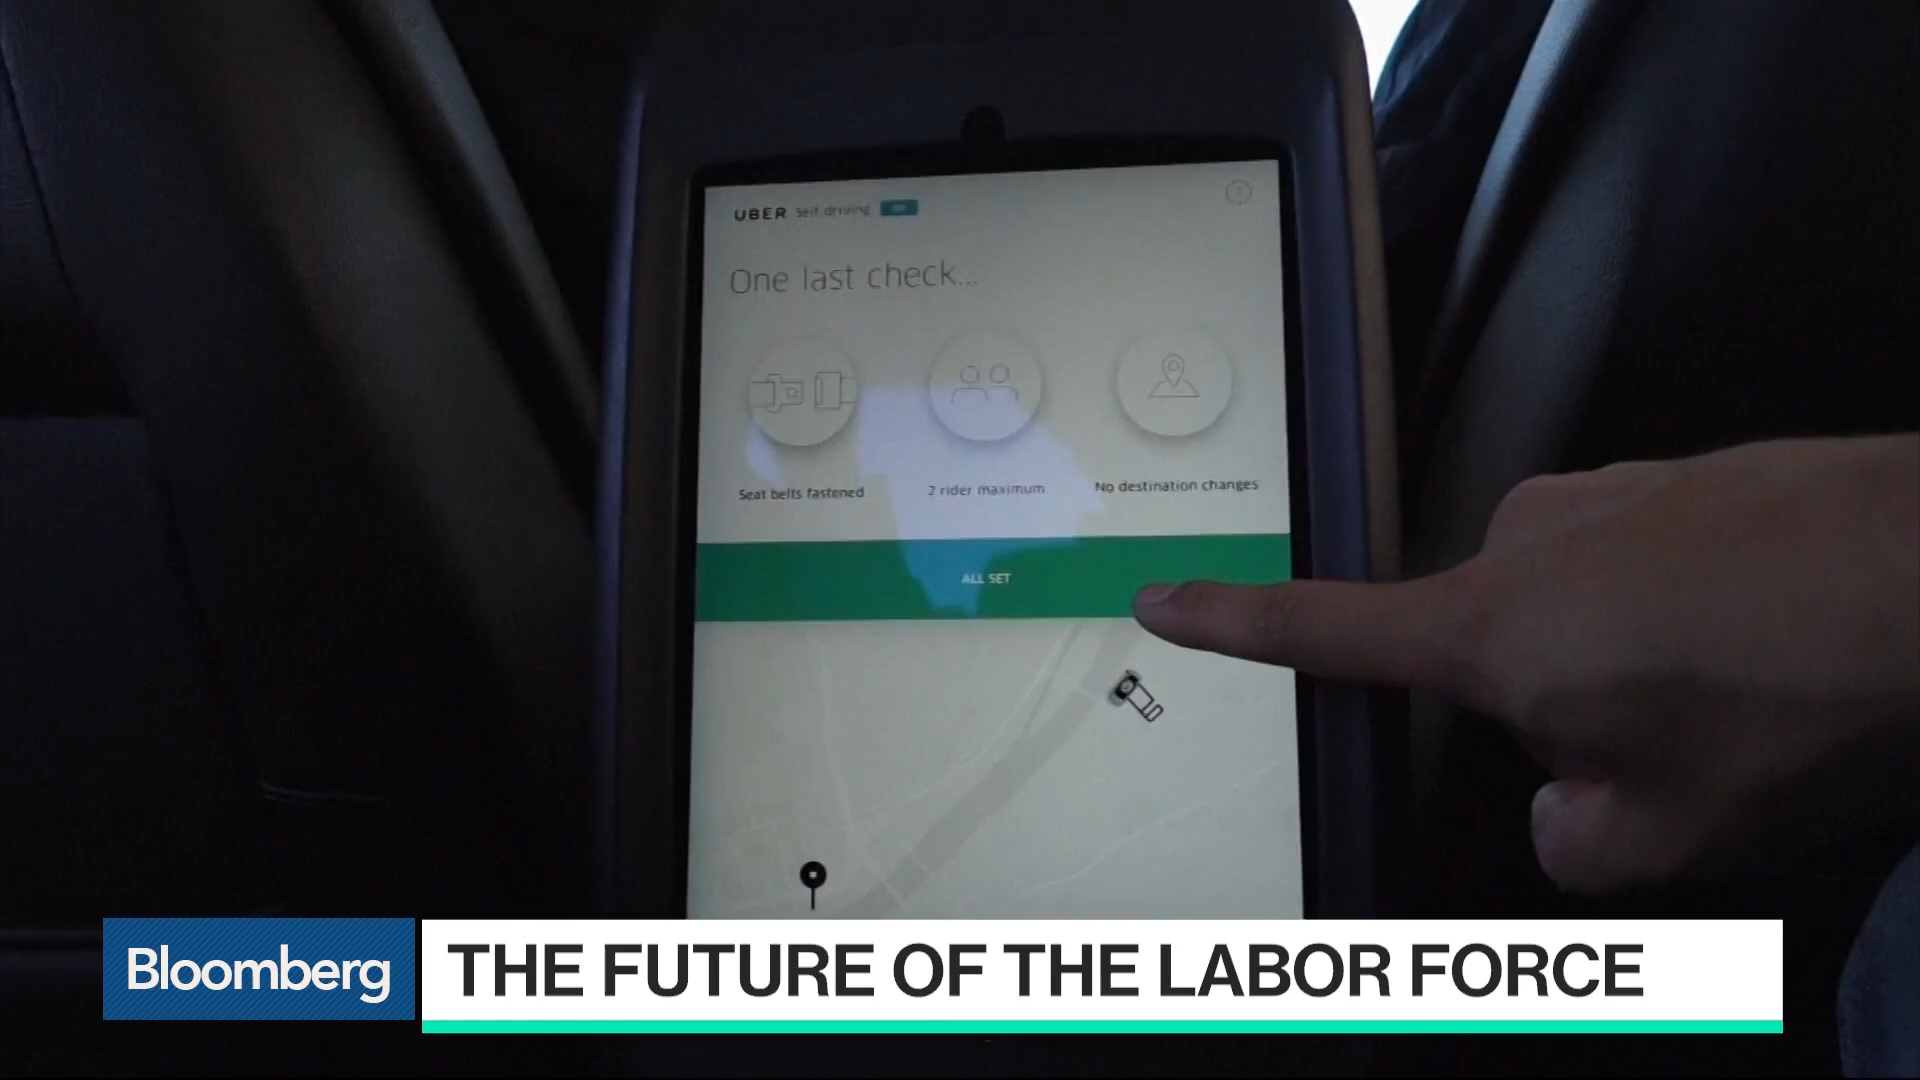 UBER Self driving
?
One last check...
Seat belts fastened
2 rider maximum
No destination changes
ALL SET
Bloomberg
THE FUTURE OF THE LABOR FORCE